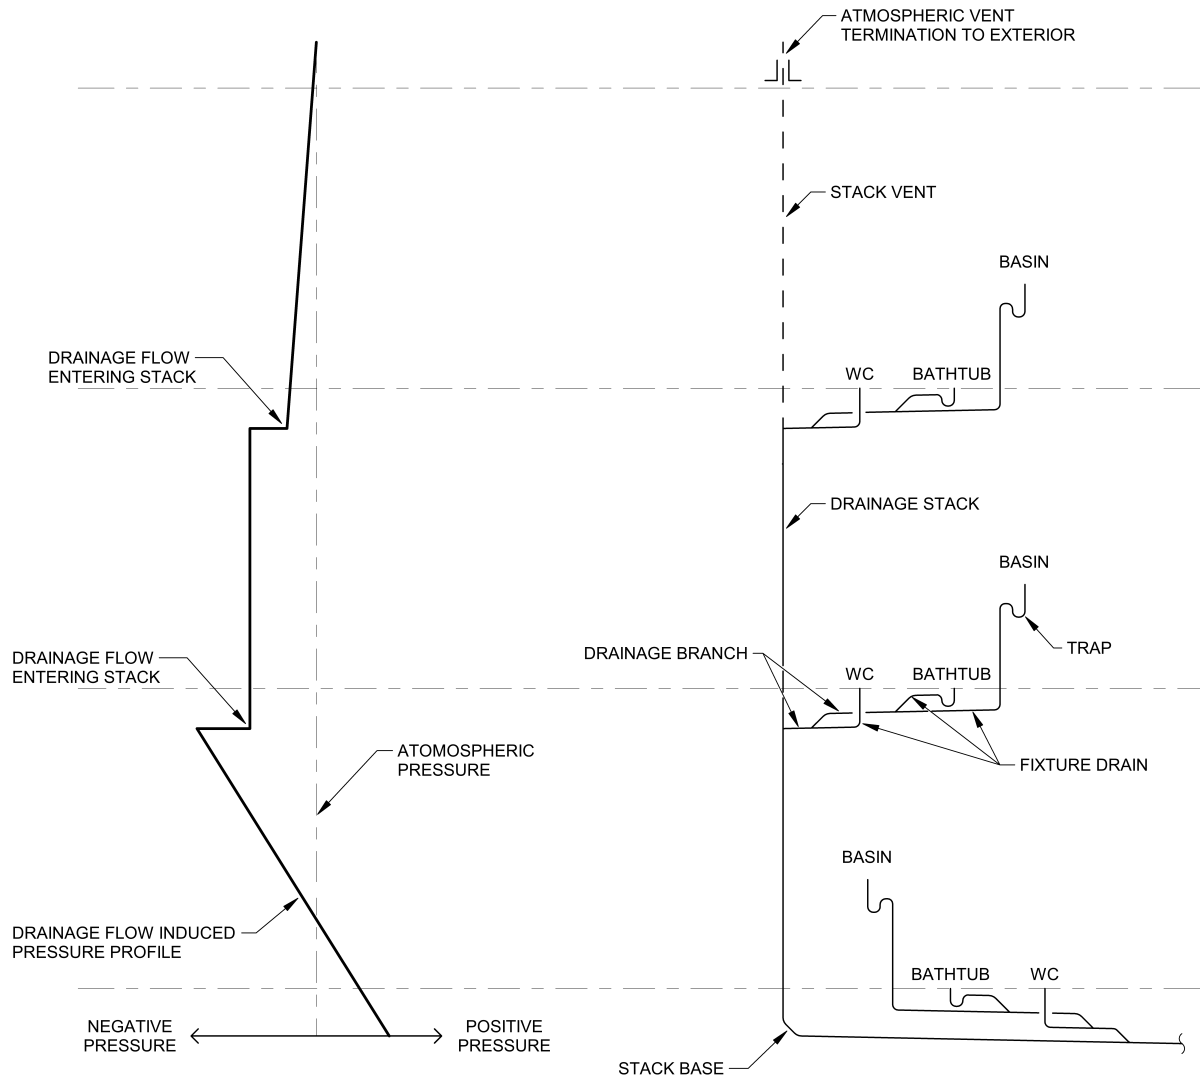 ATMOSPHERIC VENT
TERMINATION TO EXTERIOR
STACK VENT
BASIN
DRAINAGE FLOW
ENTERING STACK
WC
BATHTUB
DRAINAGE STACK
BASIN
TRAP
DRAINAGE BRANCH
DRAINAGE FLOW
ENTERING STACK
WC
BATHTUB
ATOMOSPHERIC
PRESSURE
FIXTURE DRAIN
BASIN
DRAINAGE FLOW INDUCED
PRESSURE PROFILE
BATHTUB
WC
NEGATIVE
PRESSURE
POSITIVE
PRESSURE
STACK BASE